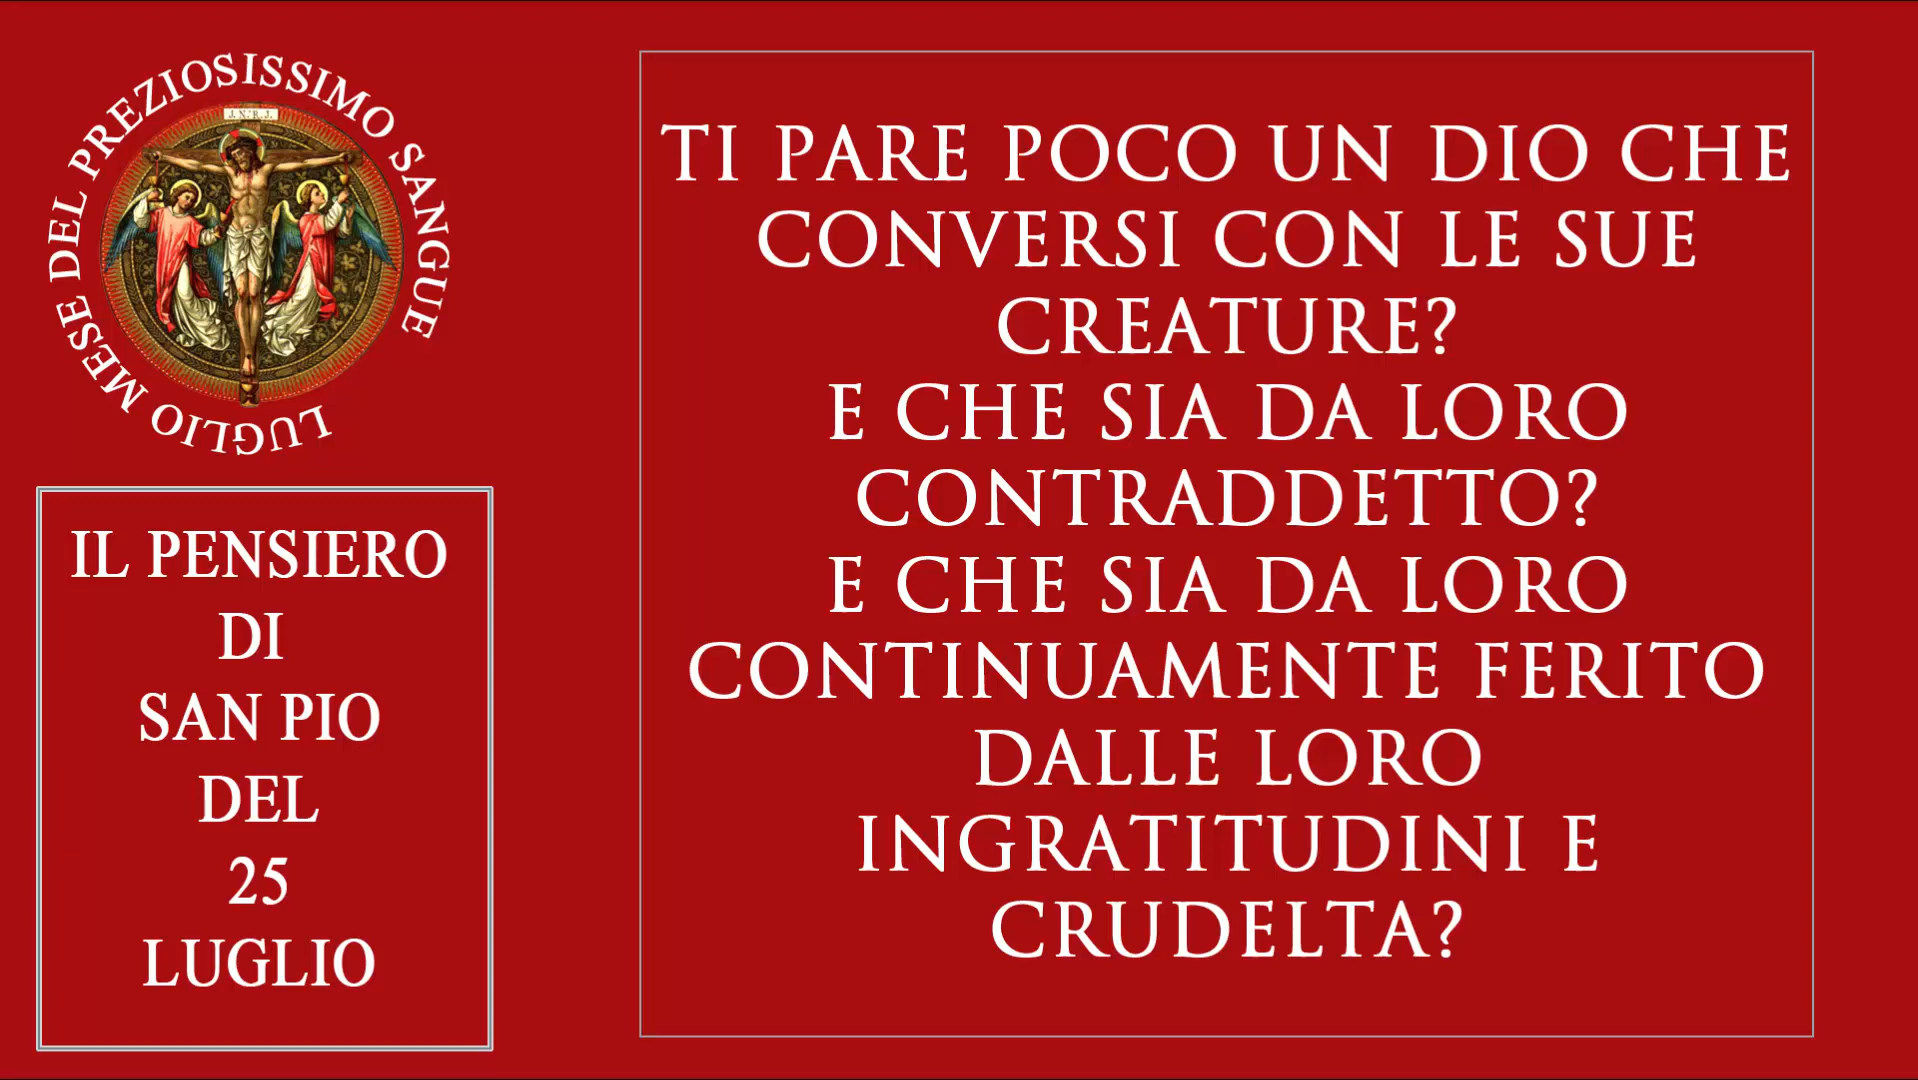 LUGLIO MESE DEL PREZIOSISSIMO SANGUE
J.N.R.J.
IL PENSIERO
DI
SAN PIO
DEL
25
LUGLIO
TI PARE POCO UN DIO CHE
CONVERSI CON LE SUE
CREATURE?
E CHE SIA DA LORO
CONTRADDETTO?
E CHE SIA DA LORO
CONTINUAMENTE FERITO
DALLE LORO
INGRATITUDINI E
CRUDELTA?